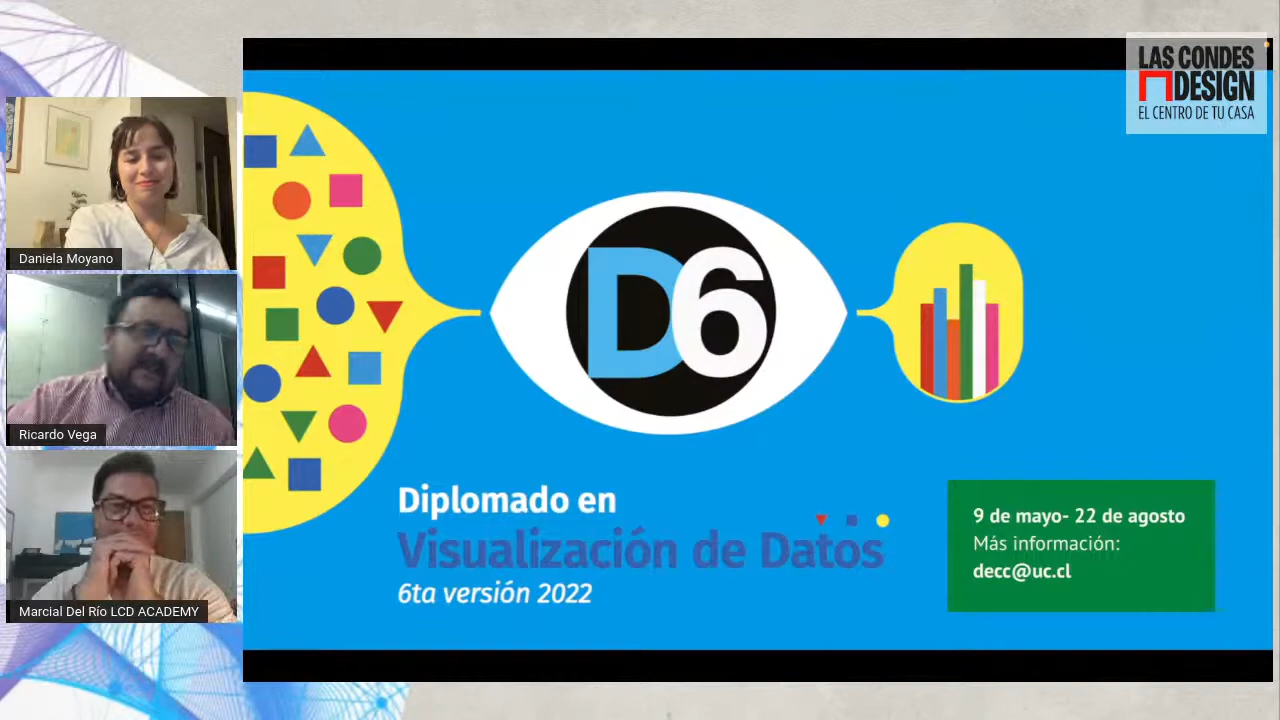 LAS CONDES
DESIGN
EL CENTRO DE TU CASA
Daniela Moyano
Ricardo Vega
Marcial Del Río LCD ACADEMY
D6
Diplomado en
Visualización de Datos
6ta versión 2022
9 de mayo- 22 de agosto
Más información:
decc@uc.cl